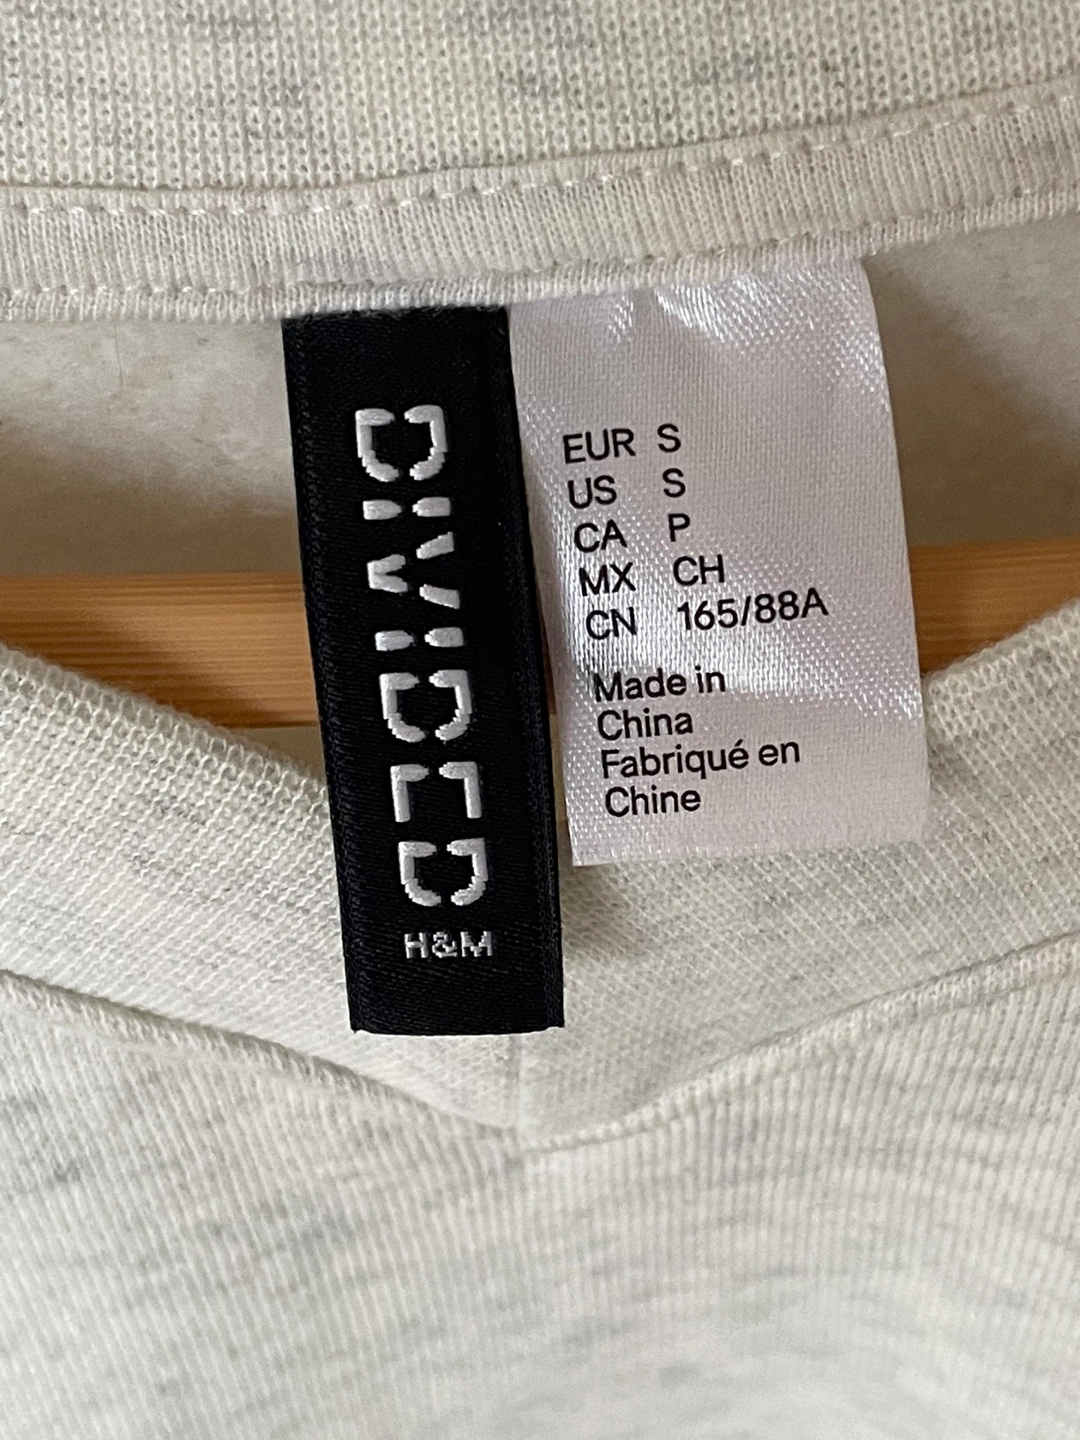 DIVIDED
H&M
EUR S
US S
CA P
MX CH
CN 165/88A
Made in
China
Fabriqué en
Chine